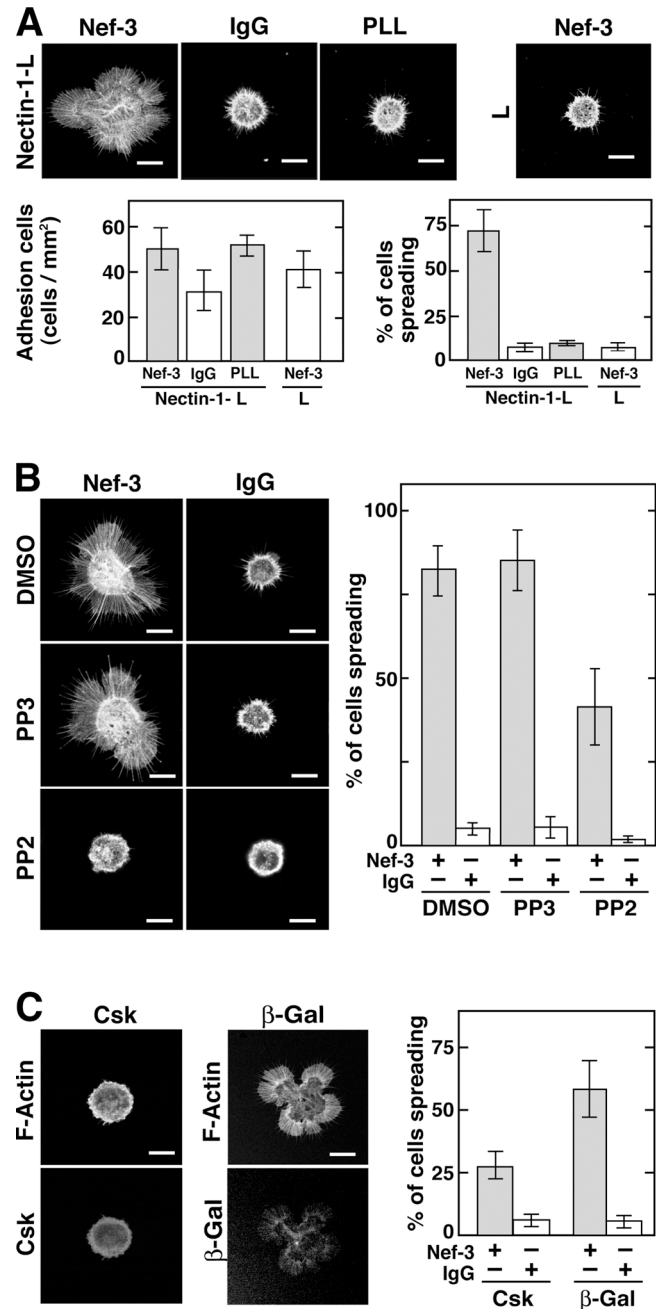 A
Nef-3 IgG PLL Nef-3
Nectin-1-L
L
Adhesion cells
(cells / mm²)
60
40
20
0
Nef-3 IgG PLL Nef-3
Nectin-1- L L
% of cells
spreading
75
50
25
0
Nef-3 IgG PLL Nef-3
Nectin-1-L L
B
Nef-3 IgG
DMSO
PP3
PP2
% of cells spreading
100
50
0
Nef-3 + − + − + −
IgG − + − + − +
DMSO PP3 PP2
C
Csk β-Gal
F-Actin F-Actin
Csk β-Gal
% of cells spreading
75
50
25
0
Nef-3 + − + −
IgG − + − +
Csk β-Gal